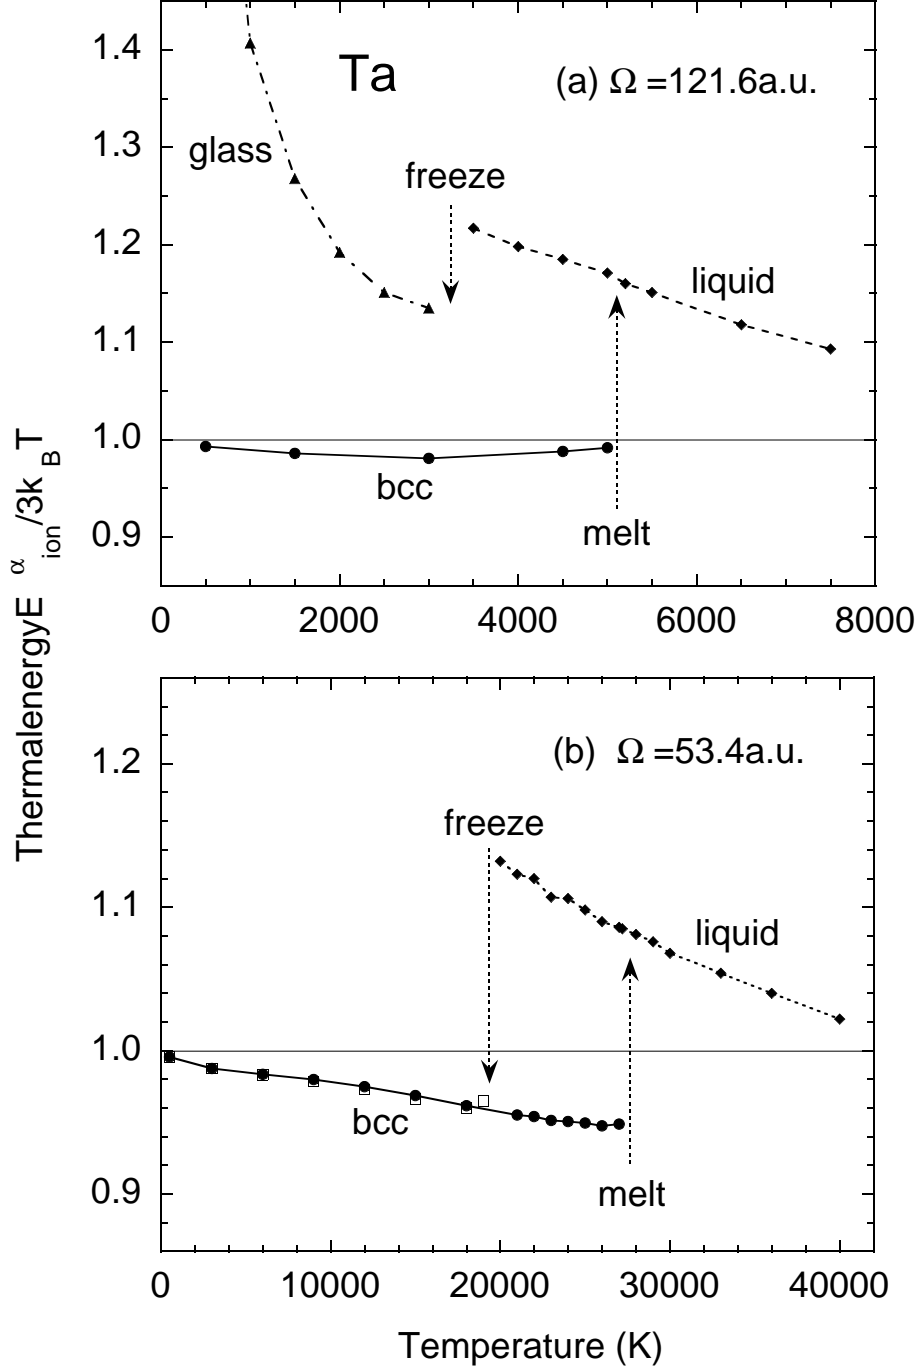 Ta
(a) Ω =121.6a.u.
1.4
1.3
1.2
1.1
1.0
0.9
glass
freeze
liquid
bcc
melt
0 2000 4000 6000 8000
ThermalenergyE α ion/3k B T
(b) Ω =53.4a.u.
1.2
1.1
1.0
0.9
freeze
liquid
bcc
melt
0 10000 20000 30000 40000
Temperature (K)